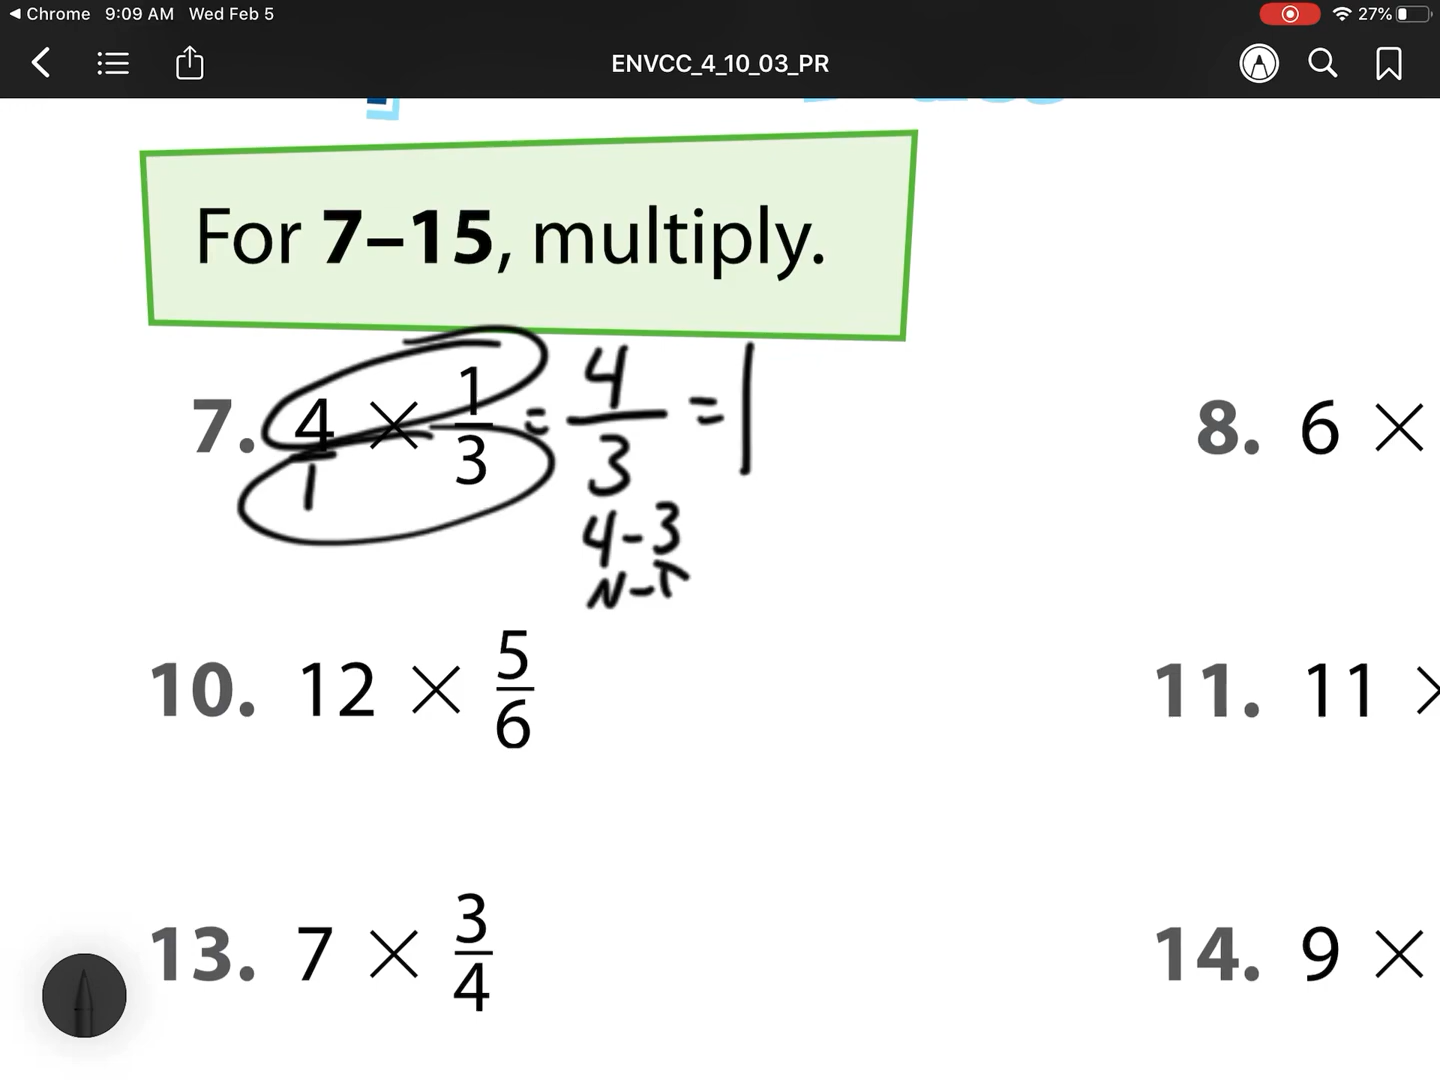 Chrome 9:09 AM Wed Feb 5 27%
ENVCC_4_10_03_PR
For 7–15, multiply.
7. 4/1 × 1/3 = 4/3 = 1
4-3
8. 6 ×
10. 12 × 5/6
11. 11 ×
13. 7 × 3/4
14. 9 ×